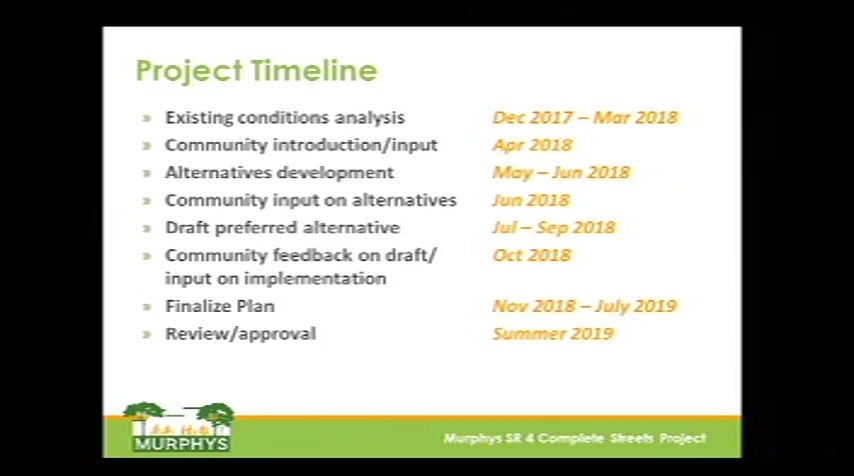 Project Timeline
» Existing conditions analysis Dec 2017 – Mar 2018
» Community introduction/input Apr 2018
» Alternatives development May – Jun 2018
» Community input on alternatives Jun 2018
» Draft preferred alternative Jul – Sep 2018
» Community feedback on draft/ Oct 2018
input on implementation
» Finalize Plan Nov 2018 – July 2019
» Review/approval Summer 2019
MURPHYS
Murphys SR 4 Complete Streets Project